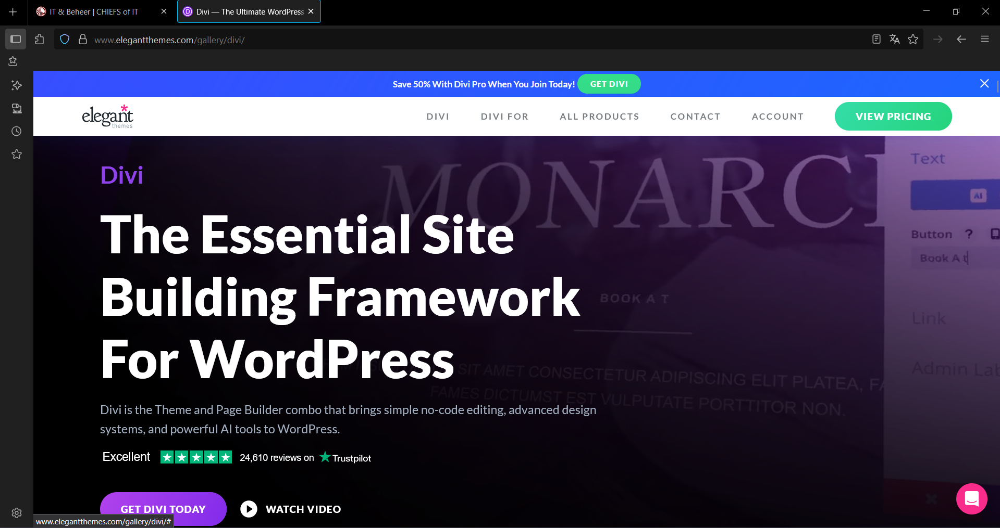 IT & Beheer | CHIEFS of IT
Divi — The Ultimate WordPress
www.elegantthemes.com/gallery/divi/
Save 50% With Divi Pro When You Join Today! GET DIVI
elegant themes
DIVI DIVI FOR ALL PRODUCTS CONTACT ACCOUNT VIEW PRICING
MONARC
Text
AI
Divi
The Essential Site
Building Framework
For WordPress
Button ?
Book A t
BOOK A T
Link
Admin Lab
SIT AMET CONSECTETUR ADIPISCING ELIT PLATEA, FA
FAMES DICTUMST EST VULPUTATE PORTTITOR NON.
Divi is the Theme and Page Builder combo that brings simple no-code editing, advanced design
systems, and powerful AI tools to WordPress.
Excellent 24,610 reviews on Trustpilot
GET DIVI TODAY WATCH VIDEO
www.elegantthemes.com/gallery/divi/#